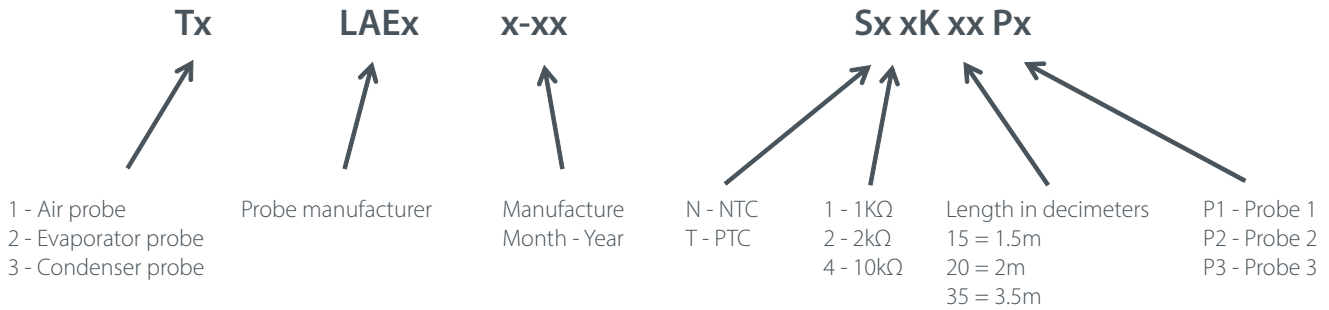 Tx LAEx x-xx Sx xK xx Px
1 - Air probe
2 - Evaporator probe
3 - Condenser probe
Probe manufacturer
Manufacture
Month - Year
N - NTC
T - PTC
1 - 1KΩ
2 - 2kΩ
4 - 10kΩ
Length in decimeters
15 = 1.5m
20 = 2m
35 = 3.5m
P1 - Probe 1
P2 - Probe 2
P3 - Probe 3